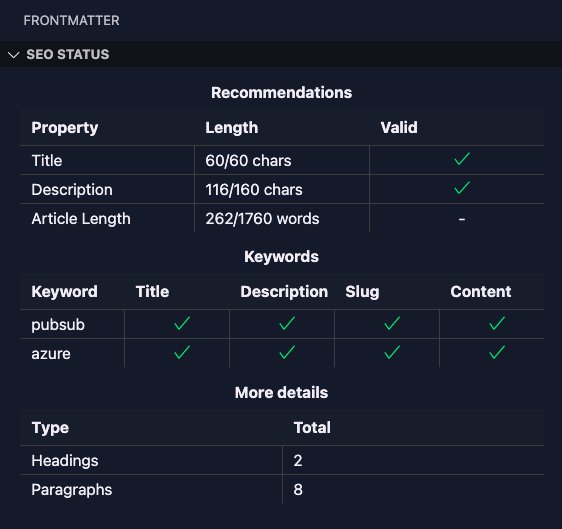 FRONTMATTER
SEO STATUS
Recommendations
Property Length Valid
Title 60/60 chars ✓
Description 116/160 chars ✓
Article Length 262/1760 words -
Keywords
Keyword Title Description Slug Content
pubsub ✓ ✓ ✓ ✓
azure ✓ ✓ ✓ ✓
More details
Type Total
Headings 2
Paragraphs 8